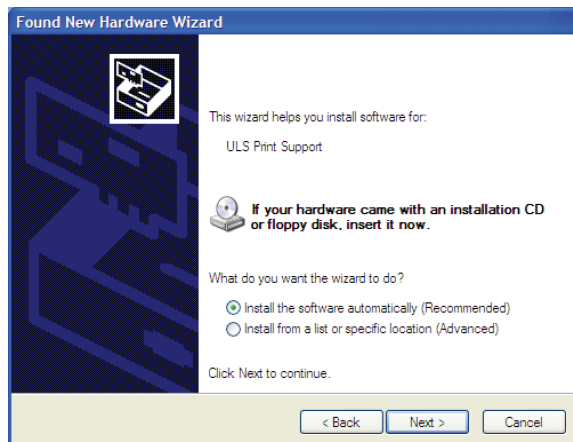 Found New Hardware Wizard
This wizard helps you install software for:
ULS Print Support
If your hardware came with an installation CD
or floppy disk, insert it now.
What do you want the wizard to do?
Install the software automatically (Recommended)
Install from a list or specific location (Advanced)
Click Next to continue.
< Back Next > Cancel